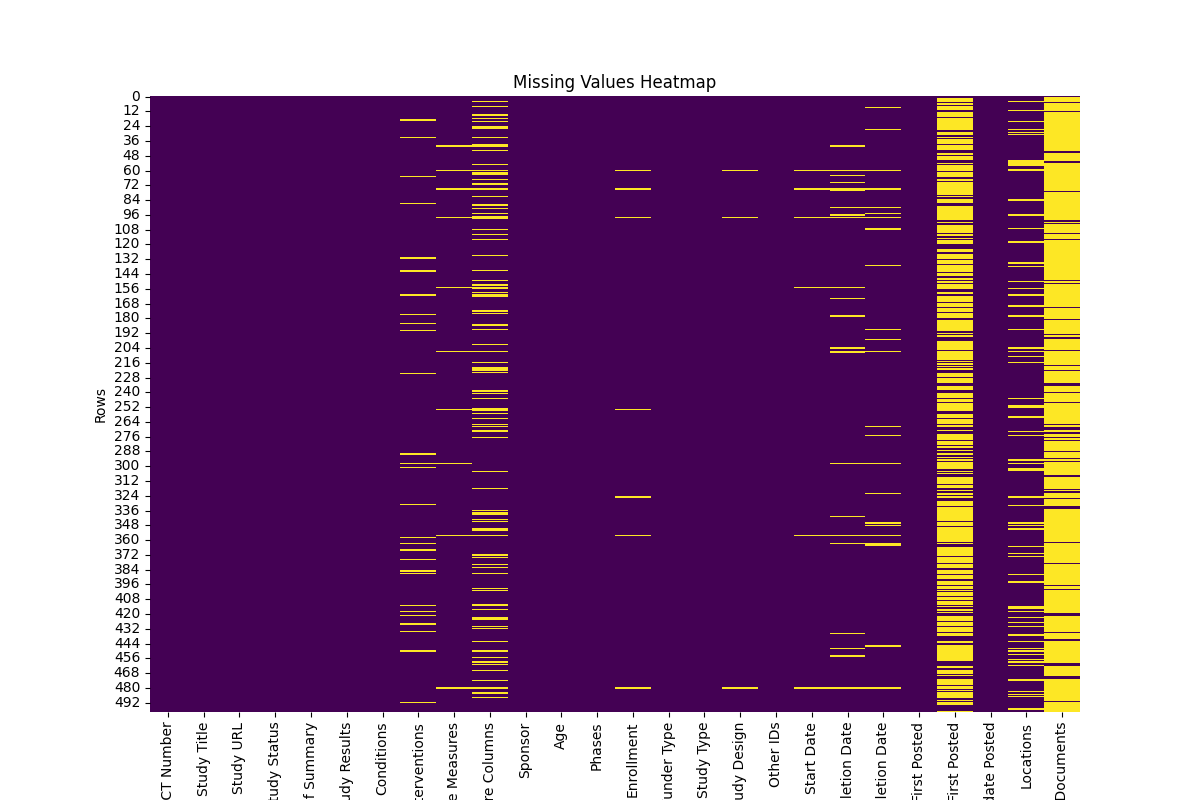 Missing Values Heatmap
0
12
24
36
48
60
72
84
96
108
120
132
144
156
168
180
192
204
216
228
240
252
264
276
288
300
312
324
336
348
360
372
384
396
408
420
432
444
456
468
480
492
Rows
CT Number
Study Title
Study URL
tudy Status
f Summary
udy Results
Conditions
terventions
e Measures
re Columns
Sponsor
Age
Phases
Enrollment
under Type
Study Type
udy Design
Other IDs
Start Date
letion Date
letion Date
First Posted
First Posted
date Posted
Locations
Documents